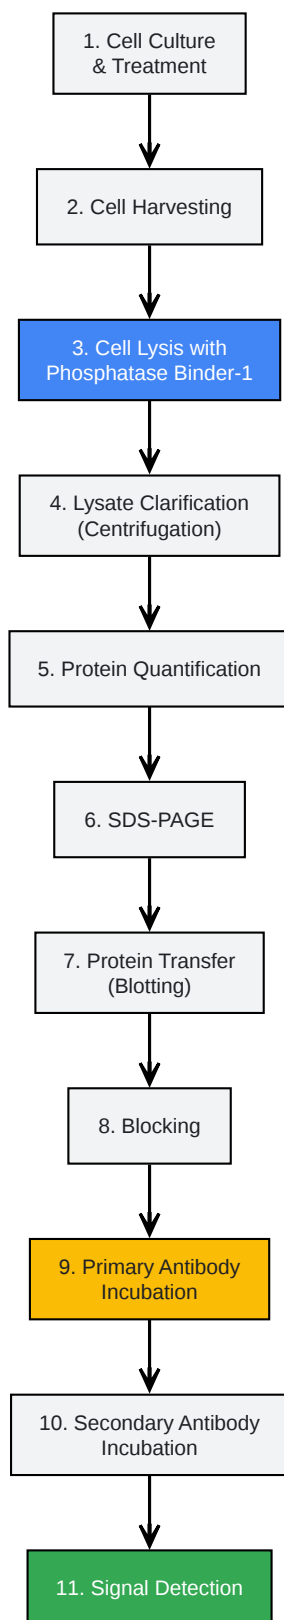 1. Cell Culture
& Treatment
2. Cell Harvesting
3. Cell Lysis with
Phosphatase Binder-1
4. Lysate Clarification
(Centrifugation)
5. Protein Quantification
6. SDS-PAGE
7. Protein Transfer
(Blotting)
8. Blocking
9. Primary Antibody
Incubation
10. Secondary Antibody
Incubation
11. Signal Detection